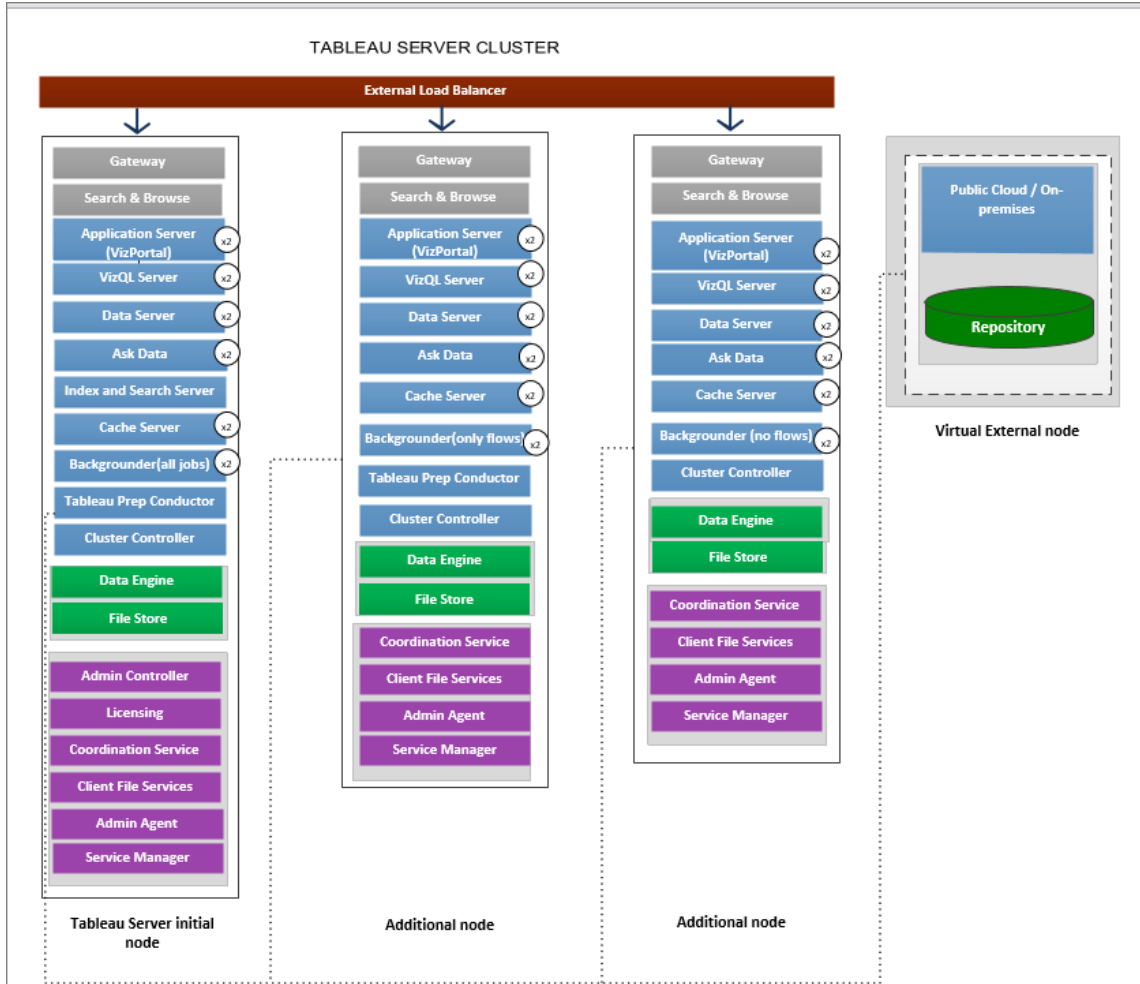 TABLEAU SERVER CLUSTER
External Load Balancer
Gateway
Search & Browse
Application Server
(VizPortal)
x2
VizQL Server
x2
Data Server
x2
Ask Data
x2
Index and Search Server
Cache Server
x2
Backgrounder(all jobs)
x2
Tableau Prep Conductor
Cluster Controller
Data Engine
File Store
Admin Controller
Licensing
Coordination Service
Client File Services
Admin Agent
Service Manager
Tableau Server initial
node
Gateway
Search & Browse
Application Server
(VizPortal)
x2
VizQL Server
x2
Data Server
x2
Ask Data
x2
Cache Server
x2
Backgrounder(only flows)
x2
Tableau Prep Conductor
Cluster Controller
Data Engine
File Store
Coordination Service
Client File Services
Admin Agent
Service Manager
Additional node
Gateway
Search & Browse
Application Server
(VizPortal)
x2
VizQL Server
x2
Data Server
x2
Ask Data
x2
Cache Server
x2
Backgrounder (no flows)
x2
Cluster Controller
Data Engine
File Store
Coordination Service
Client File Services
Admin Agent
Service Manager
Additional node
Public Cloud / On-
premises
Repository
Virtual External node